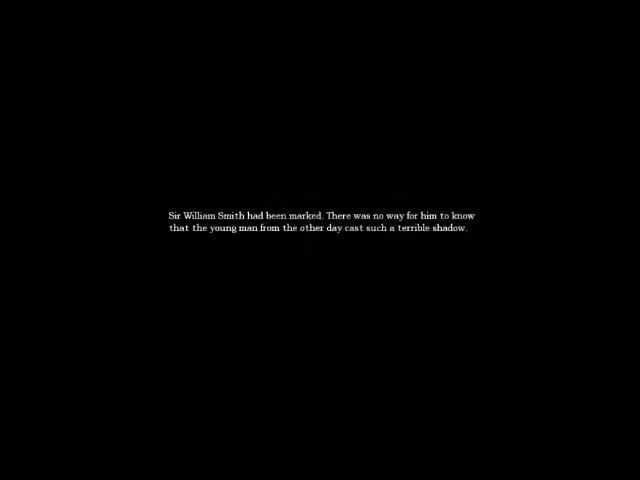 Sir William Smith had been marked. There was no way for him to know
that the young man from the other day cast such a terrible shadow.